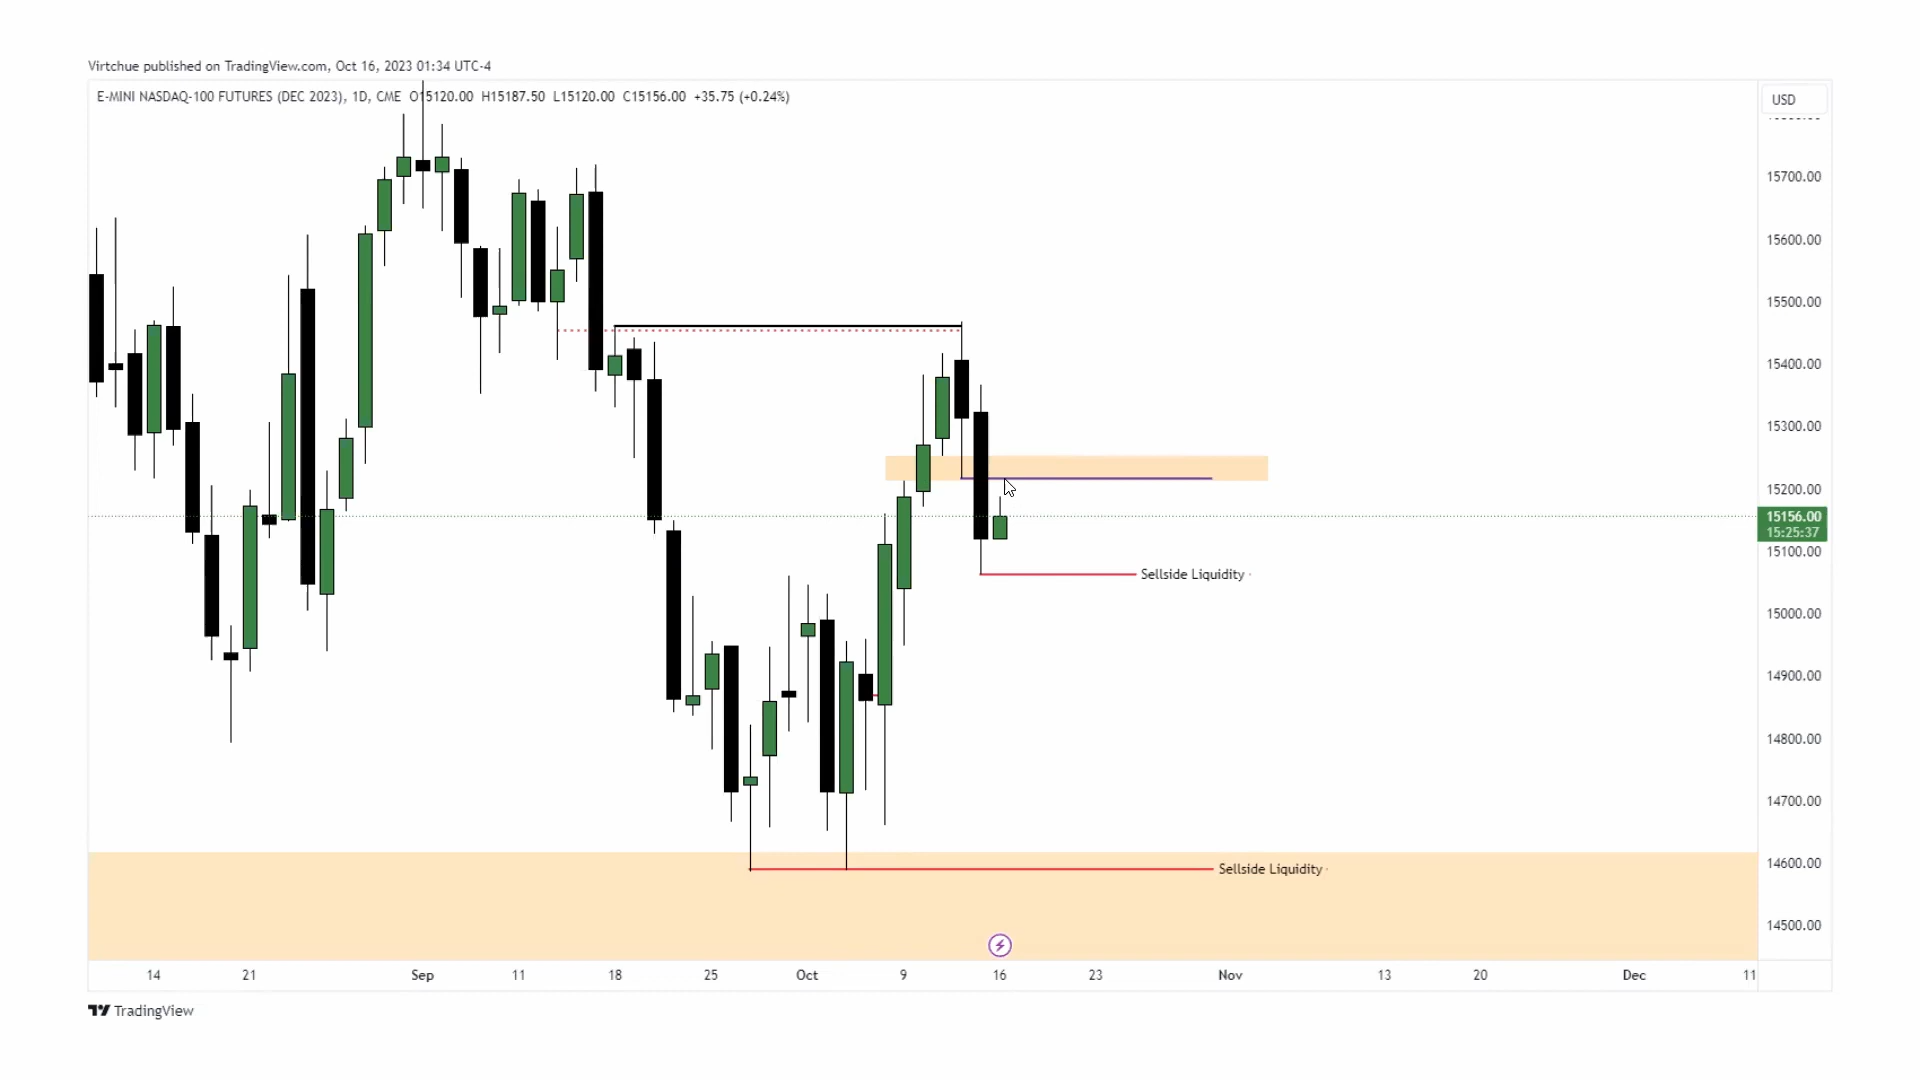 Virtchue published on TradingView.com, Oct 16, 2023 01:34 UTC-4
E-MINI NASDAQ-100 FUTURES (DEC 2023), 1D, CME O15120.00 H15187.50 L15120.00 C15156.00 +35.75 (+0.24%)
USD
15700.00
15600.00
15500.00
15400.00
15300.00
15200.00
15156.00
15:25:37
15100.00
Sellside Liquidity
15000.00
14900.00
14800.00
14700.00
14600.00
Sellside Liquidity
14500.00
14 21 Sep 11 18 25 Oct 9 16 23 Nov 13 20 Dec 11
TradingView